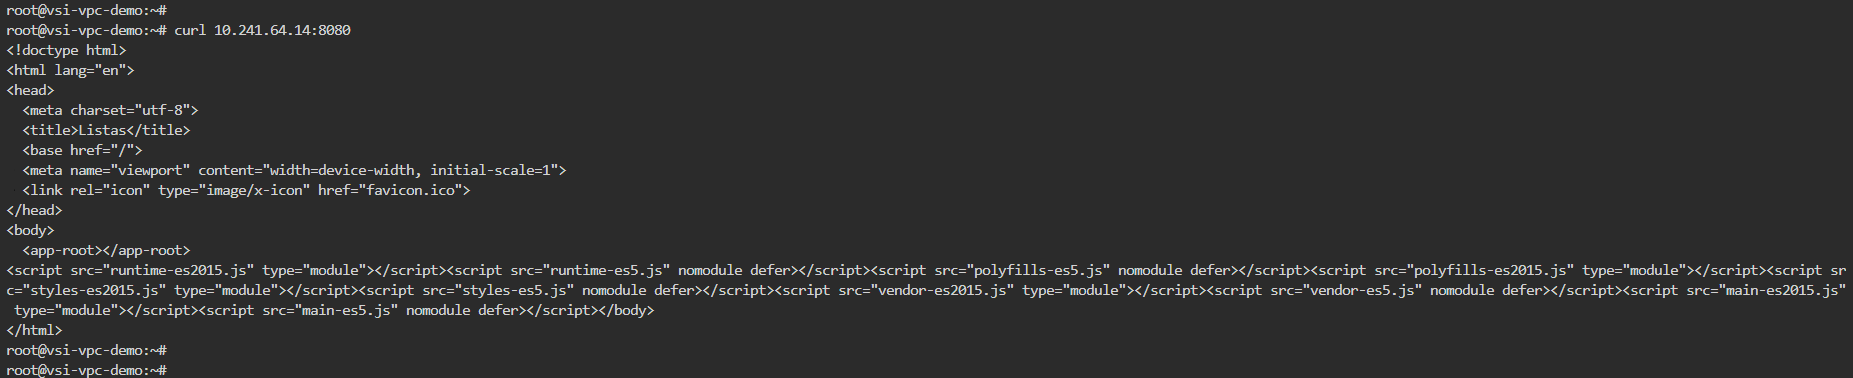 root@vsi-vpc-demo:~#
root@vsi-vpc-demo:~# curl 10.241.64.14:8080
<!doctype html>
<html lang="en">
<head>
  <meta charset="utf-8">
  <title>Listas</title>
  <base href="/">
  <meta name="viewport" content="width=device-width, initial-scale=1">
  <link rel="icon" type="image/x-icon" href="favicon.ico">
</head>
<body>
  <app-root></app-root>
<script src="runtime-es2015.js" type="module"></script><script src="runtime-es5.js" nomodule defer></script><script src="polyfills-es5.js" nomodule defer></script><script src="polyfills-es2015.js" type="module"></script><script sr
c="styles-es2015.js" type="module"></script><script src="styles-es5.js" nomodule defer></script><script src="vendor-es2015.js" type="module"></script><script src="vendor-es5.js" nomodule defer></script><script src="main-es2015.js"
 type="module"></script><script src="main-es5.js" nomodule defer></script></body>
</html>
root@vsi-vpc-demo:~#
root@vsi-vpc-demo:~#